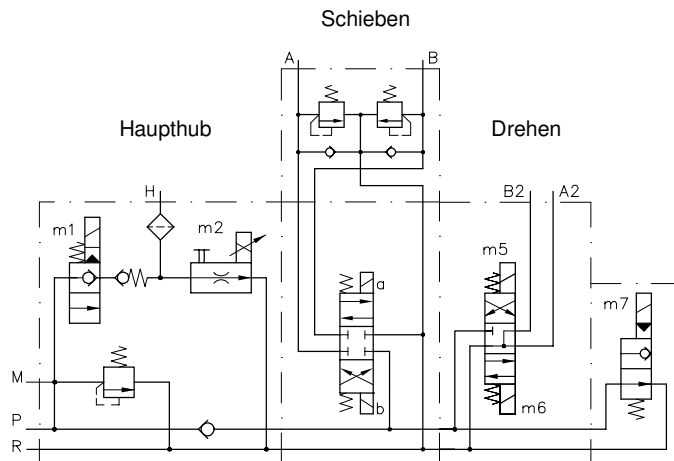 Schieben
A B
Haupthub Drehen
H B2 A2
m1 m2
m5
a
m7
M
b m6
P
R